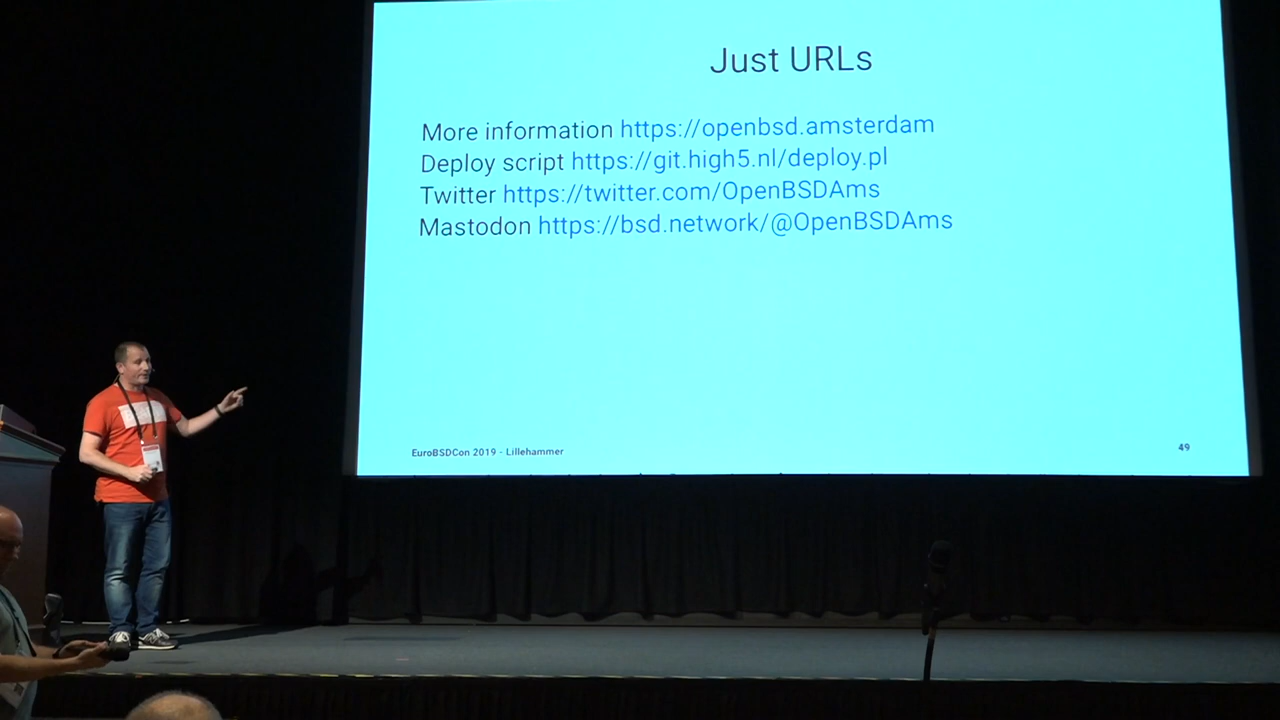 Just URLs
More information https://openbsd.amsterdam
Deploy script https://git.high5.nl/deploy.pl
Twitter https://twitter.com/OpenBSDAms
Mastodon https://bsd.network/@OpenBSDAms
EuroBSDCon 2019 - Lillehammer
49